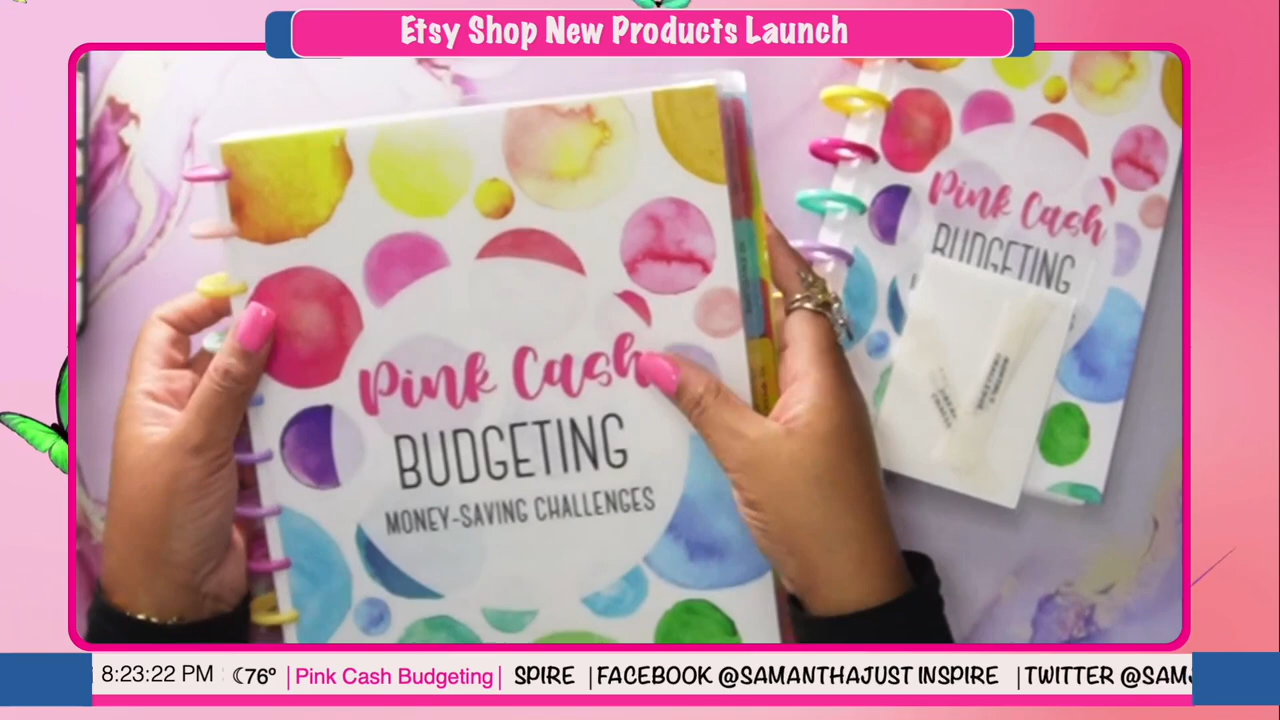 Etsy Shop New Products Launch
Pink Cash
BUDGETING
MONEY-SAVING CHALLENGES
Pink Cash
BUDGETING
8:23:22 PM
76°
|Pink Cash Budgeting|
SPIRE |FACEBOOK @SAMANTHAJUST INSPIRE |TWITTER @SAMJ